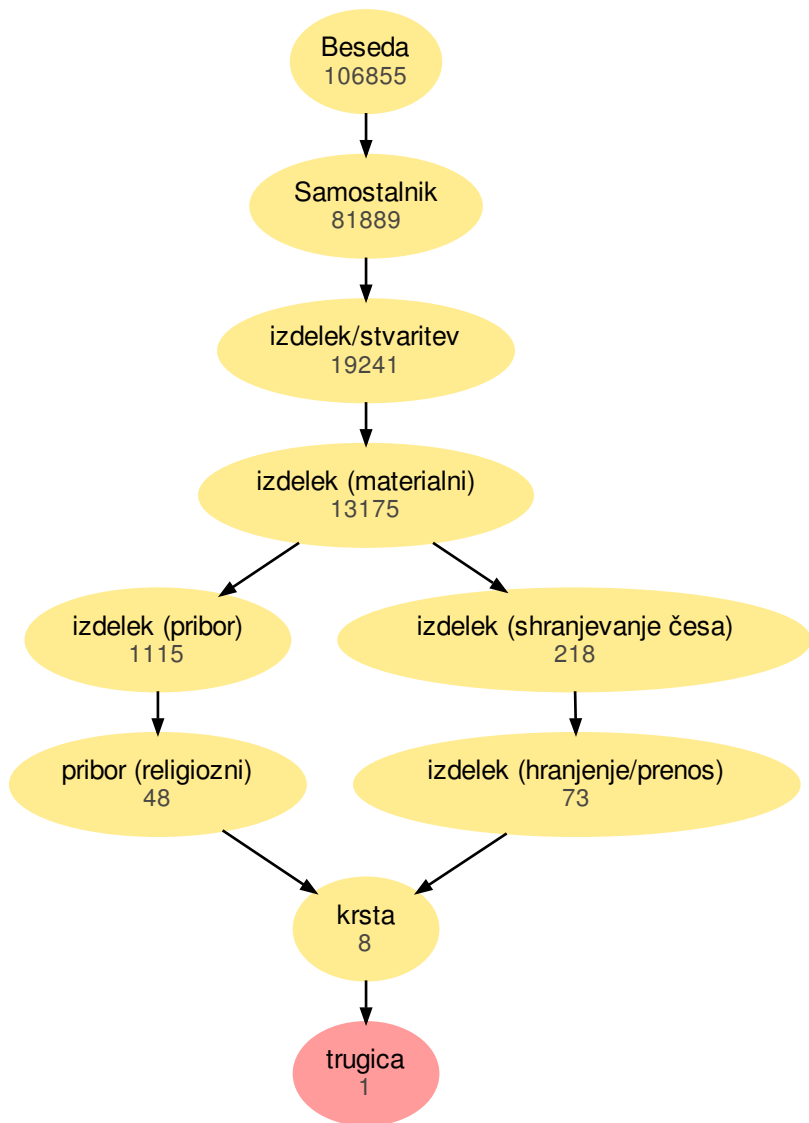 Beseda
106855
Samostalnik
81889
izdelek/stvaritev
19241
izdelek (materialni)
13175
izdelek (pribor)
1115
izdelek (shranjevanje česa)
218
pribor (religiozni)
48
izdelek (hranjenje/prenos)
73
krsta
8
trugica
1